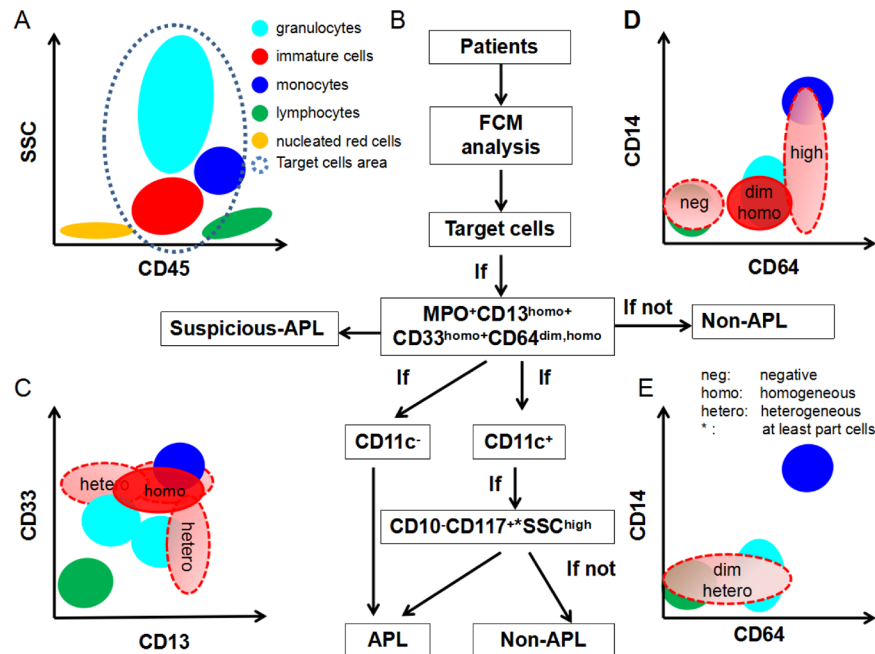 A
SSC
CD45
granulocytes
immature cells
monocytes
lymphocytes
nucleated red cells
Target cells area
B
Patients
FCM
analysis
Target cells
If
MPO⁺CD13ʰᵒᵐᵒ⁺
CD33ʰᵒᵐᵒ⁺CD64ᵈⁱᵐ,ʰᵒᵐᵒ
Suspicious-APL
If not
Non-APL
If
If
CD11c⁻
CD11c⁺
If
CD10⁻CD117⁺*SSCʰⁱᵍʰ
If not
APL
Non-APL
C
CD33
CD13
hetero
homo
hetero
D
CD14
CD64
neg
dim
homo
high
E
neg: negative
homo: homogeneous
hetero: heterogeneous
* : at least part cells
CD14
CD64
dim
hetero